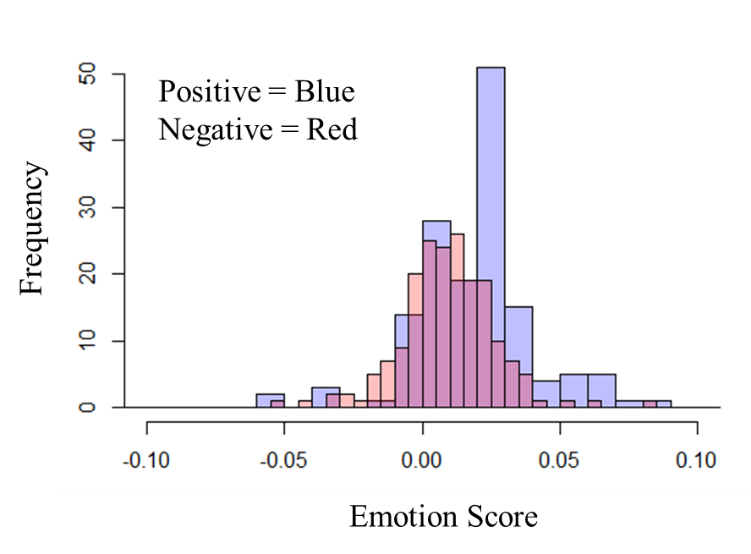 Positive = Blue
Negative = Red
Frequency
50
40
30
20
10
0
-0.10 -0.05 0.00 0.05 0.10
Emotion Score